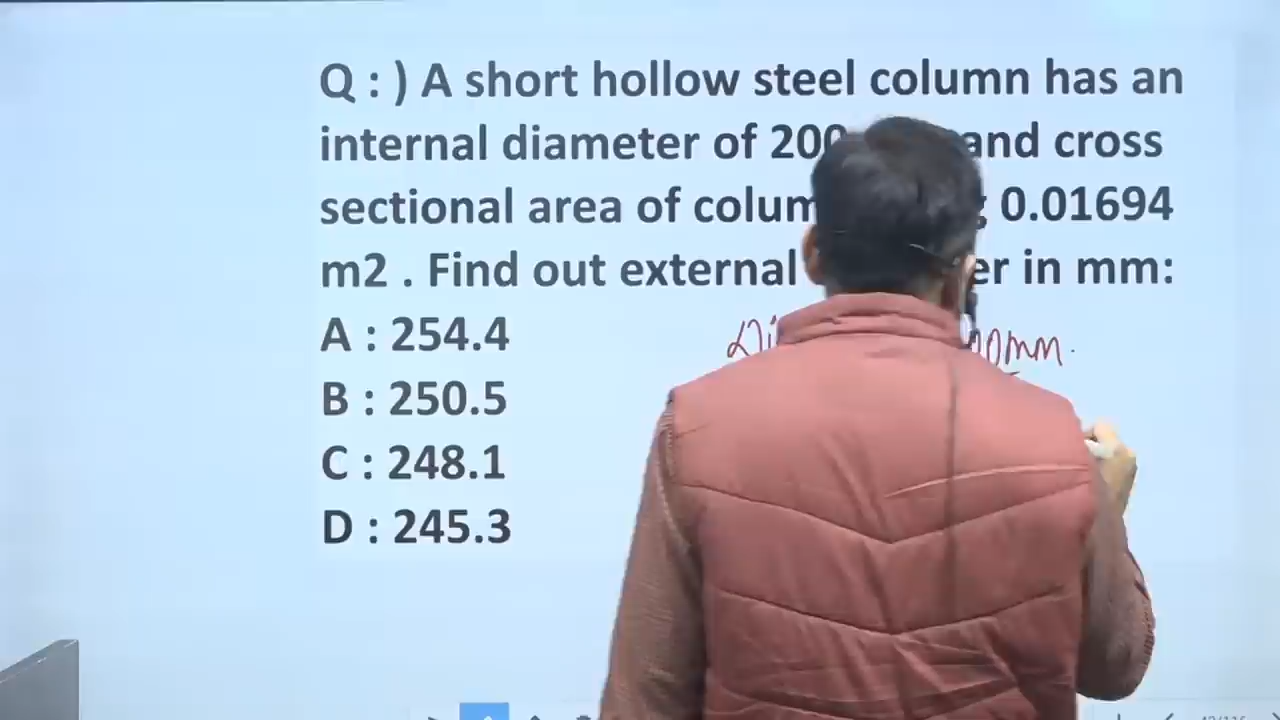 Q : ) A short hollow steel column has an
internal diameter of 200 and cross
sectional area of colum 0.01694
m2 . Find out external er in mm:
A : 254.4
B : 250.5
C : 248.1
D : 245.3
mm.